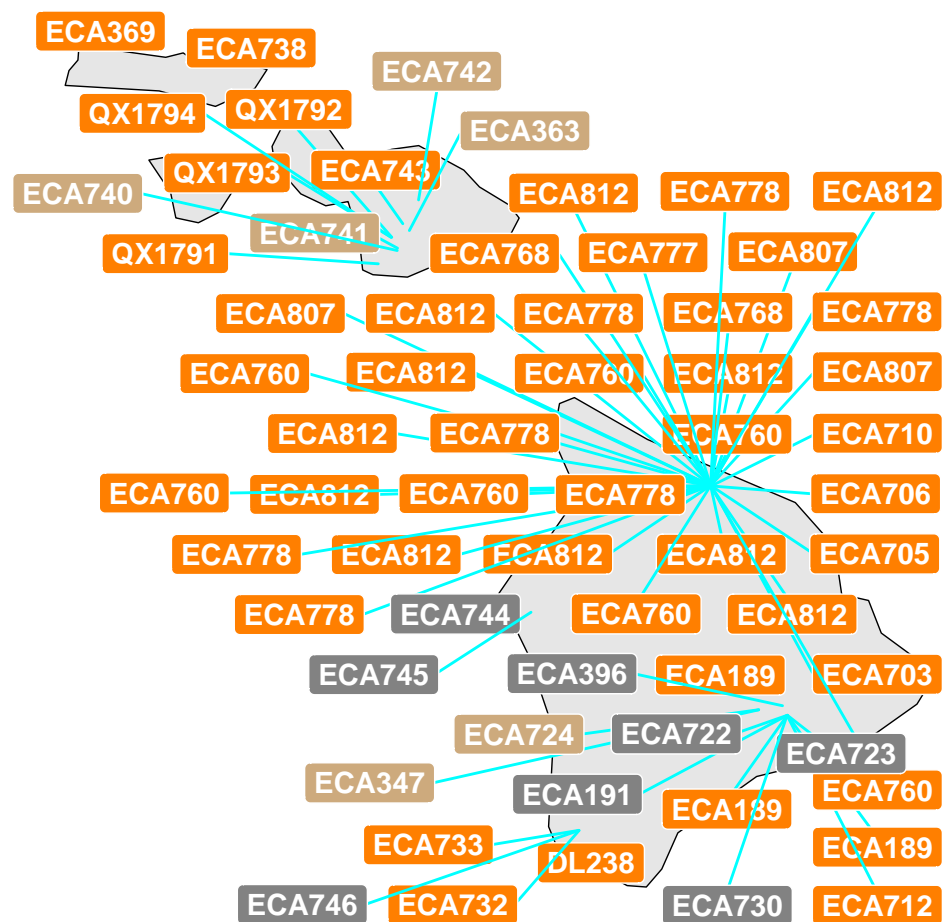 ECA369
ECA738
ECA742
QX1794
QX1792
ECA363
ECA743
QX1793
ECA740
ECA812
ECA778
ECA812
ECA741
QX1791
ECA768
ECA777
ECA807
ECA807
ECA812
ECA778
ECA768
ECA778
ECA760
ECA812
ECA760
ECA812
ECA807
ECA812
ECA778
ECA760
ECA710
ECA760
ECA812
ECA760
ECA778
ECA706
ECA778
ECA812
ECA812
ECA812
ECA705
ECA778
ECA744
ECA760
ECA812
ECA745
ECA396
ECA189
ECA703
ECA724
ECA722
ECA723
ECA347
ECA191
ECA189
ECA760
ECA733
DL238
ECA189
ECA746
ECA732
ECA730
ECA712